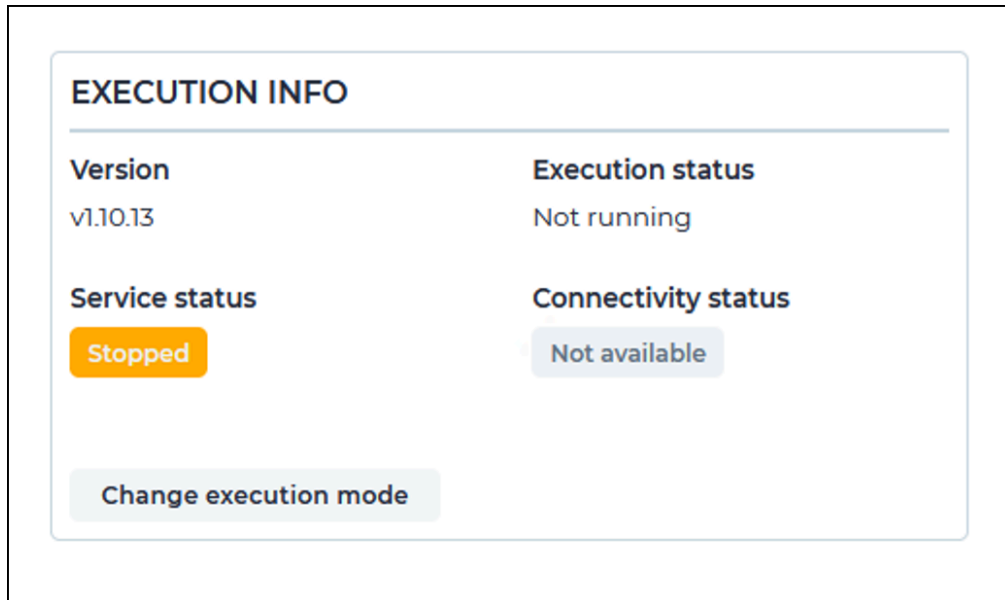 EXECUTION INFO
Version
v1.10.13
Execution status
Not running
Service status
Stopped
Connectivity status
Not available
Change execution mode